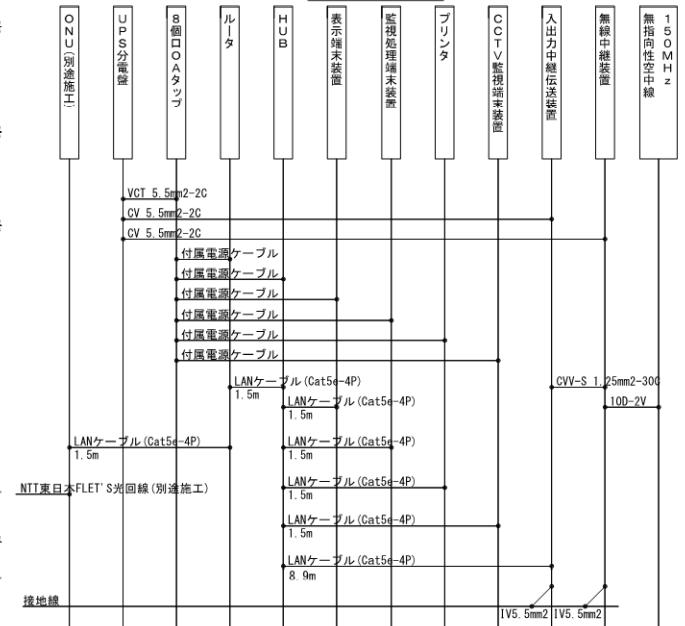 ONU(別途施工)
UPS分電盤
8個口OAタップ
ルータ
HUB
表示端末装置
監視処理端末装置
プリンタ
CCTV監視端末装置
入出力中継伝送装置
無線中継装置
150MHz
無指向性空中線
VCT 5.5mm2-2C
CV 5.5mm2-2C
CV 5.5mm2-2C
付属電源ケーブル
付属電源ケーブル
付属電源ケーブル
付属電源ケーブル
付属電源ケーブル
付属電源ケーブル
LANケーブル(Cat5e-4P)
1.5m
CVV-S 1.25mm2-30C
LANケーブル(Cat5e-4P)
1.5m
10D-2V
LANケーブル(Cat5e-4P)
1.5m
LANケーブル(Cat5e-4P)
1.5m
LANケーブル(Cat5e-4P)
1.5m
NTT東日本FLET'S光回線(別途施工)
LANケーブル(Cat5e-4P)
1.5m
LANケーブル(Cat5e-4P)
8.9m
接地線
IV5.5mm2
IV5.5mm2